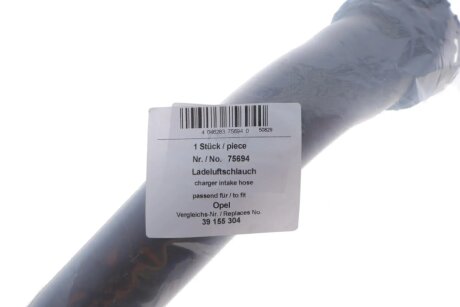 4 046283 75694 0 50829
1 Stück / piece
Nr. / No. 75694
Ladeluftschlauch
charger intake hose
passend für / to fit
Opel
Vergleichs-Nr. / Replaces No.
39 155 304